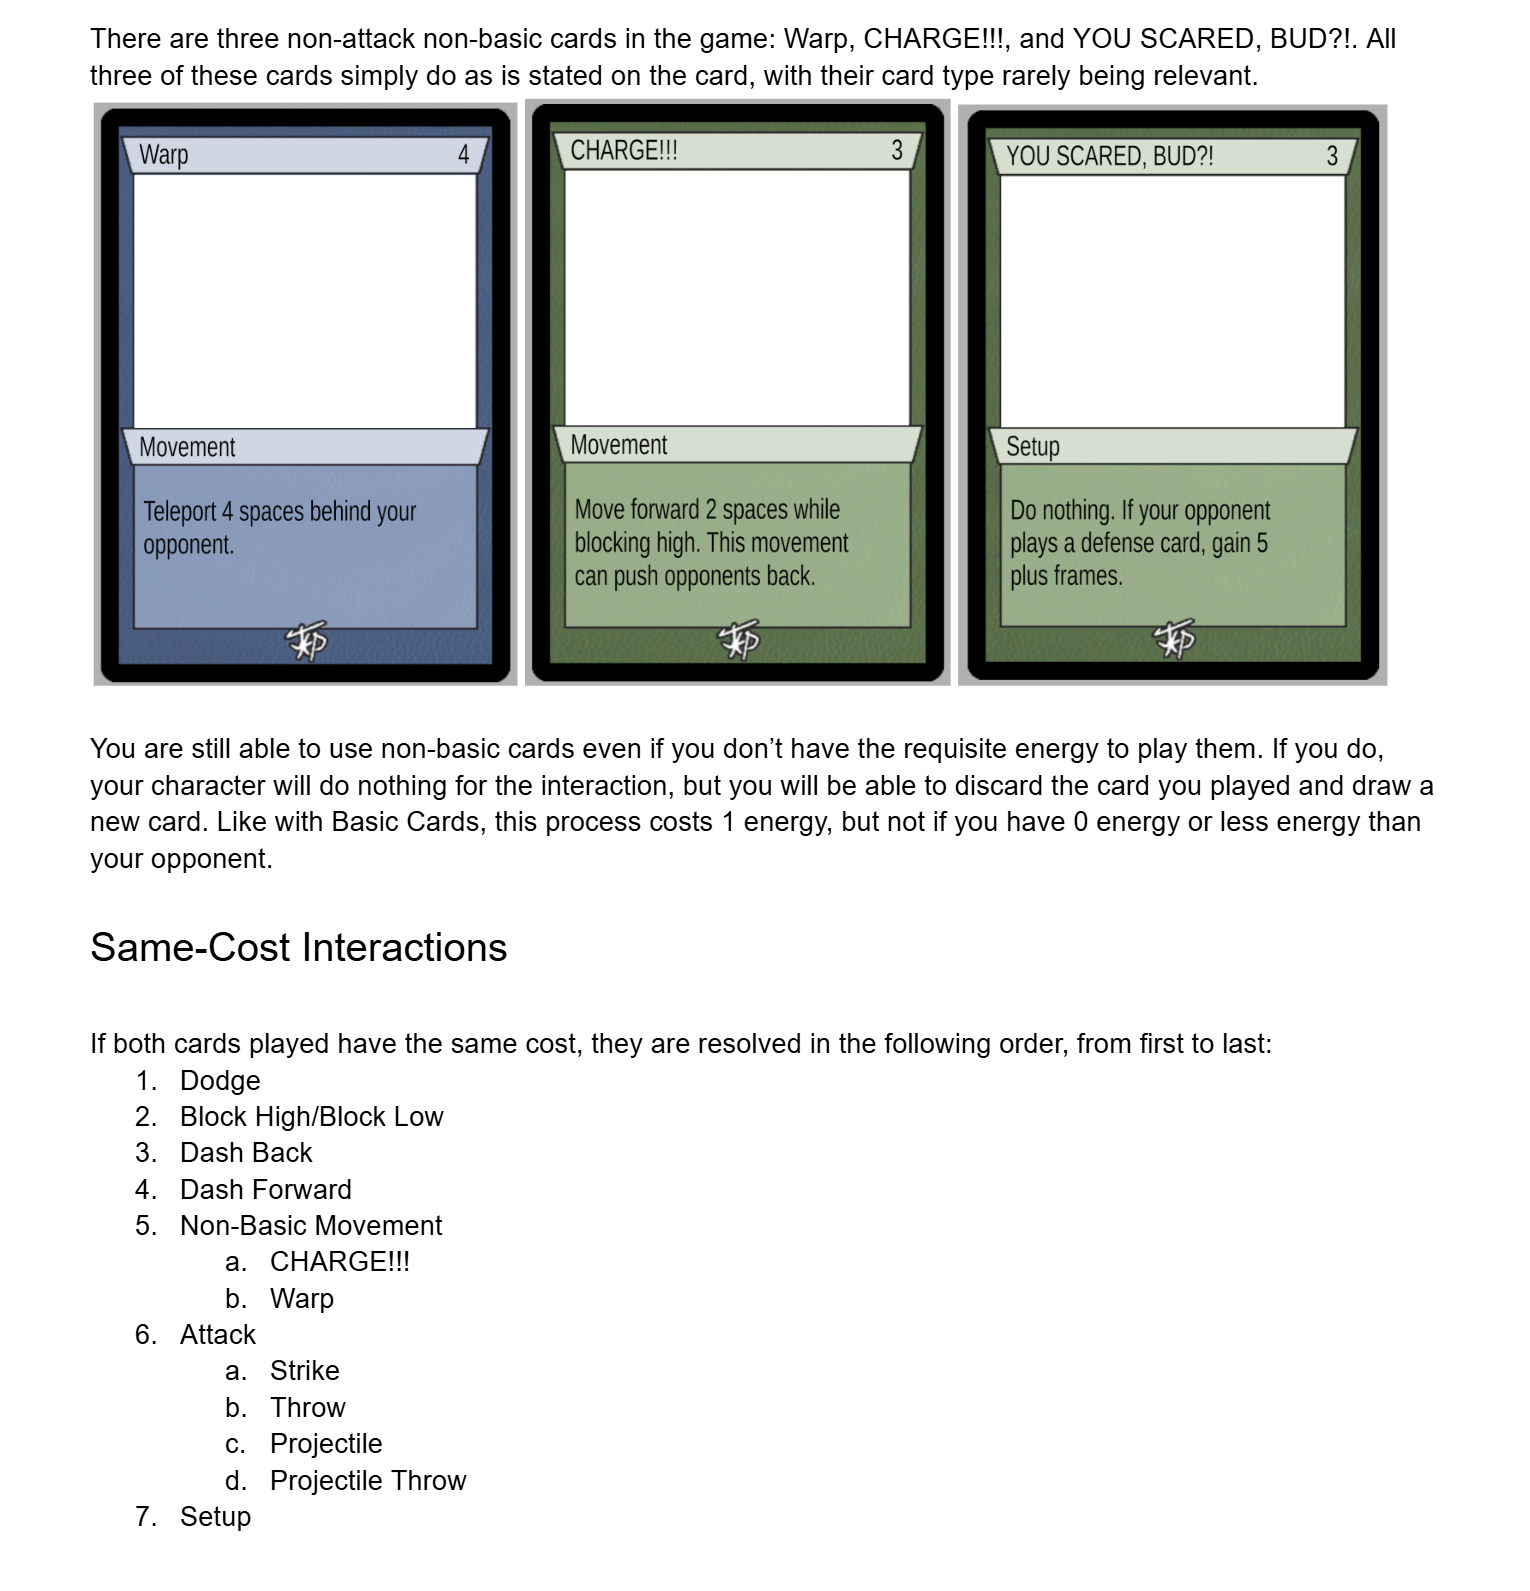 There are three non-attack non-basic cards in the game: Warp, CHARGE!!!, and YOU SCARED, BUD?!. All
three of these cards simply do as is stated on the card, with their card type rarely being relevant.
Warp 4
Movement
Teleport 4 spaces behind your
opponent.
CHARGE!!! 3
Movement
Move forward 2 spaces while
blocking high. This movement
can push opponents back.
YOU SCARED, BUD?! 3
Setup
Do nothing. If your opponent
plays a defense card, gain 5
plus frames.
You are still able to use non-basic cards even if you don’t have the requisite energy to play them. If you do,
your character will do nothing for the interaction, but you will be able to discard the card you played and draw a
new card. Like with Basic Cards, this process costs 1 energy, but not if you have 0 energy or less energy than
your opponent.
Same-Cost Interactions
If both cards played have the same cost, they are resolved in the following order, from first to last:
1. Dodge
2. Block High/Block Low
3. Dash Back
4. Dash Forward
5. Non-Basic Movement
a. CHARGE!!!
b. Warp
6. Attack
a. Strike
b. Throw
c. Projectile
d. Projectile Throw
7. Setup